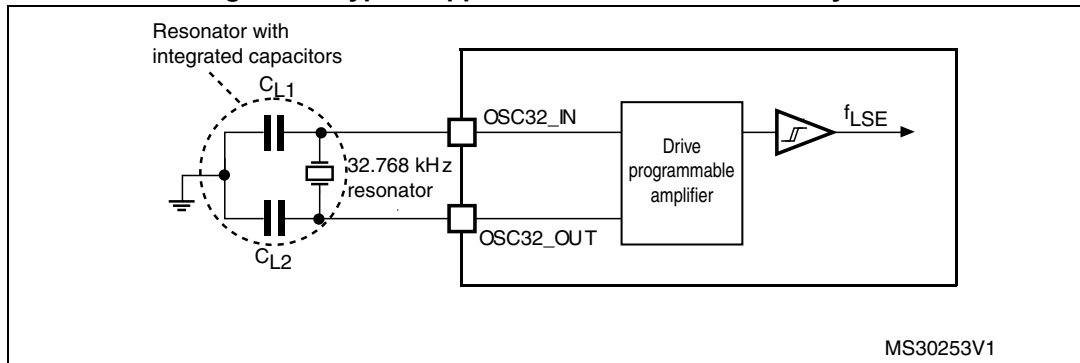 Resonator with
integrated capacitors
CL1
OSC32_IN
fLSE
Drive
programmable
amplifier
32.768 kHz
resonator
OSC32_OUT
CL2
MS30253V1